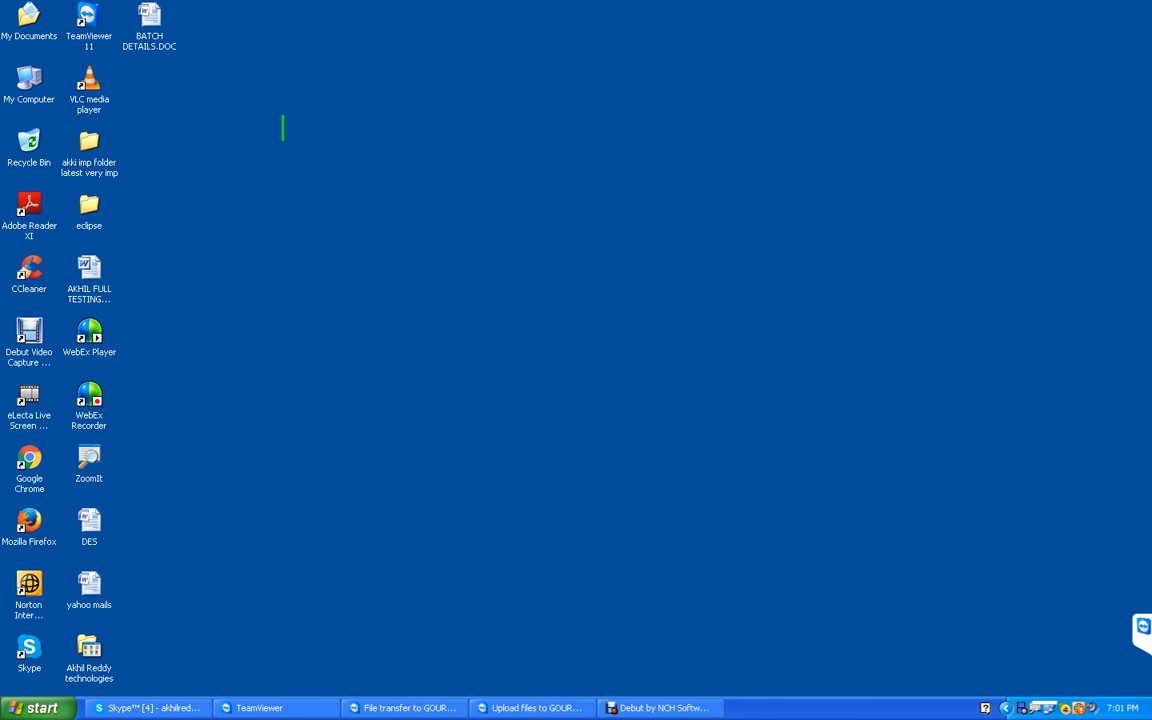 My Documents
TeamViewer
11
BATCH
DETAILS.DOC
My Computer
VLC media
player
Recycle Bin
akki imp folder
latest very imp
Adobe Reader
XI
eclipse
CCleaner
AKHIL FULL
TESTING...
Debut Video
Capture ...
WebEx Player
eLecta Live
Screen ...
WebEx
Recorder
Google
Chrome
ZoomIt
Mozilla Firefox
DES
Norton
Inter...
yahoo mails
Skype
Akhil Reddy
technologies
start
Skype™ [4] - akhilred...
TeamViewer
File transfer to GOUR...
Upload files to GOUR...
Debut by NCH Softw...
7:01 PM